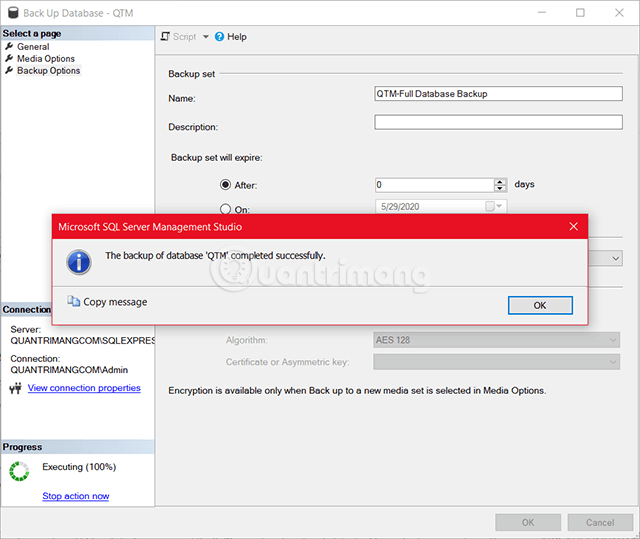 Back Up Database - QTM
Select a page
General
Media Options
Backup Options
Script
Help
Backup set
Name:
QTM-Full Database Backup
Description:
Backup set will expire:
After:
0
days
On:
5/29/2020
Microsoft SQL Server Management Studio
The backup of database 'QTM' completed successfully.
Quantrimang
Copy message
OK
Connection
Server:
QUANTRIMANGCOM\SQLEXPRES
Connection:
QUANTRIMANGCOM\Admin
View connection properties
Algorithm:
AES 128
Certificate or Asymmetric key:
Encryption is available only when Back up to a new media set is selected in Media Options.
Progress
Executing (100%)
Stop action now
OK
Cancel